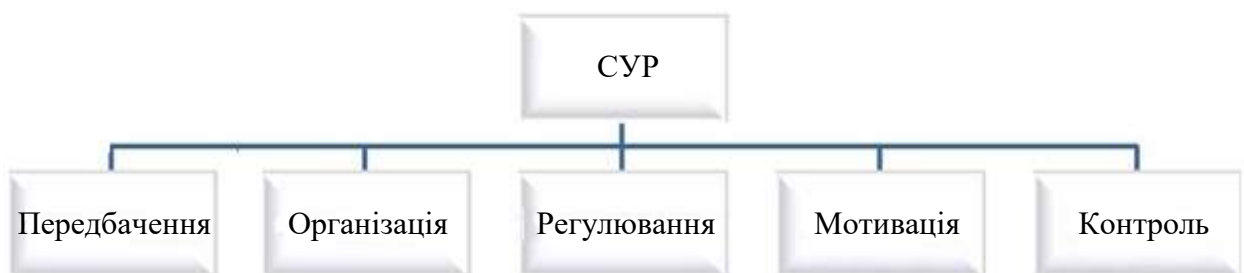 СУР
Передбачення
Організація
Регулювання
Мотивація
Контроль